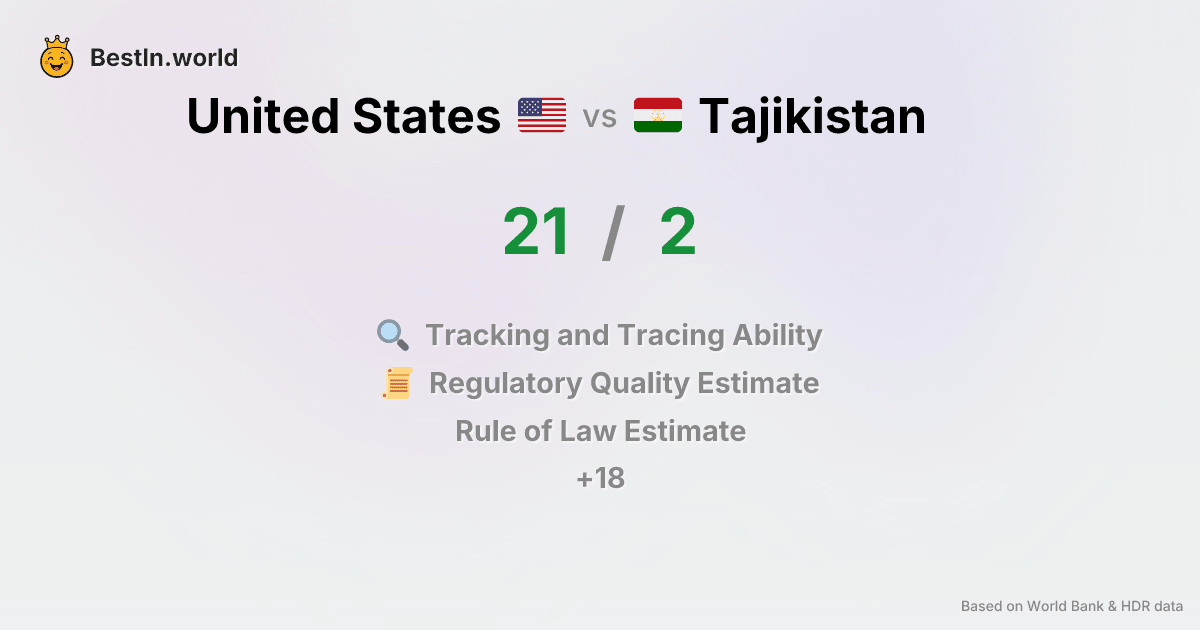 BestIn.world
United States vs Tajikistan
21 / 2
Tracking and Tracing Ability
Regulatory Quality Estimate
Rule of Law Estimate
+18
Based on World Bank & HDR data